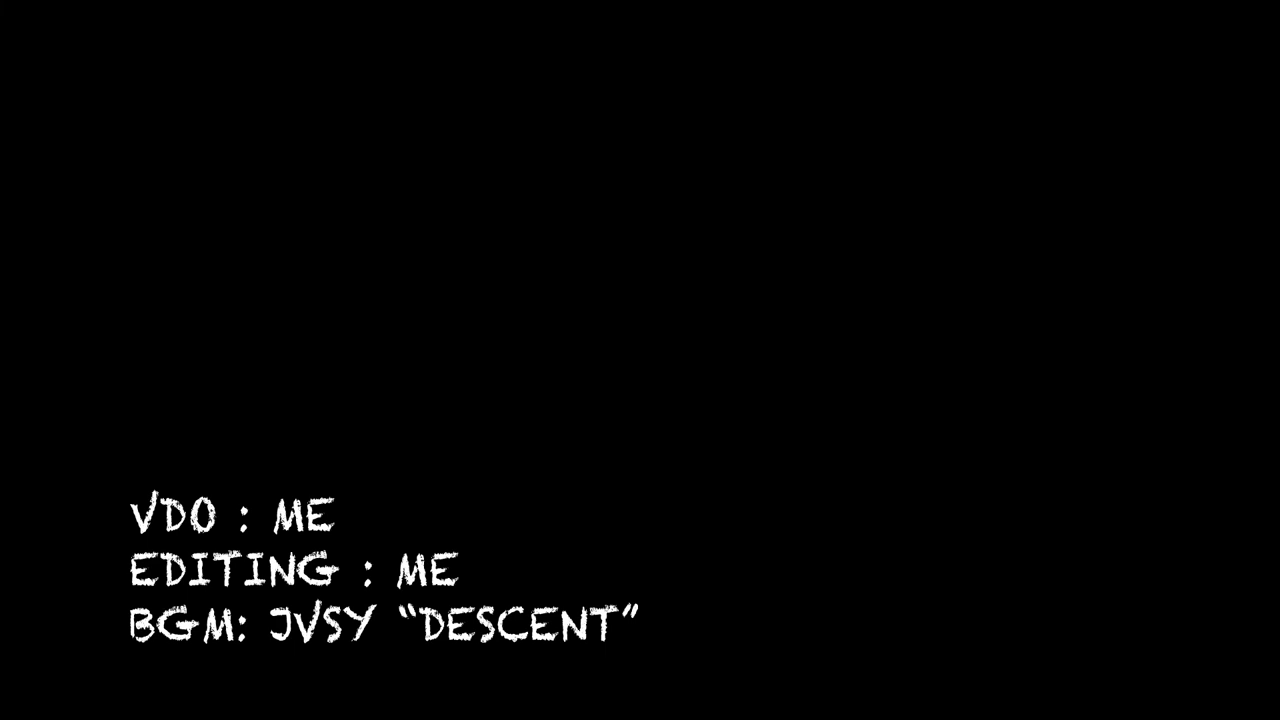 VDO : ME
EDITING : ME
BGM: JVSY “DESCENT”